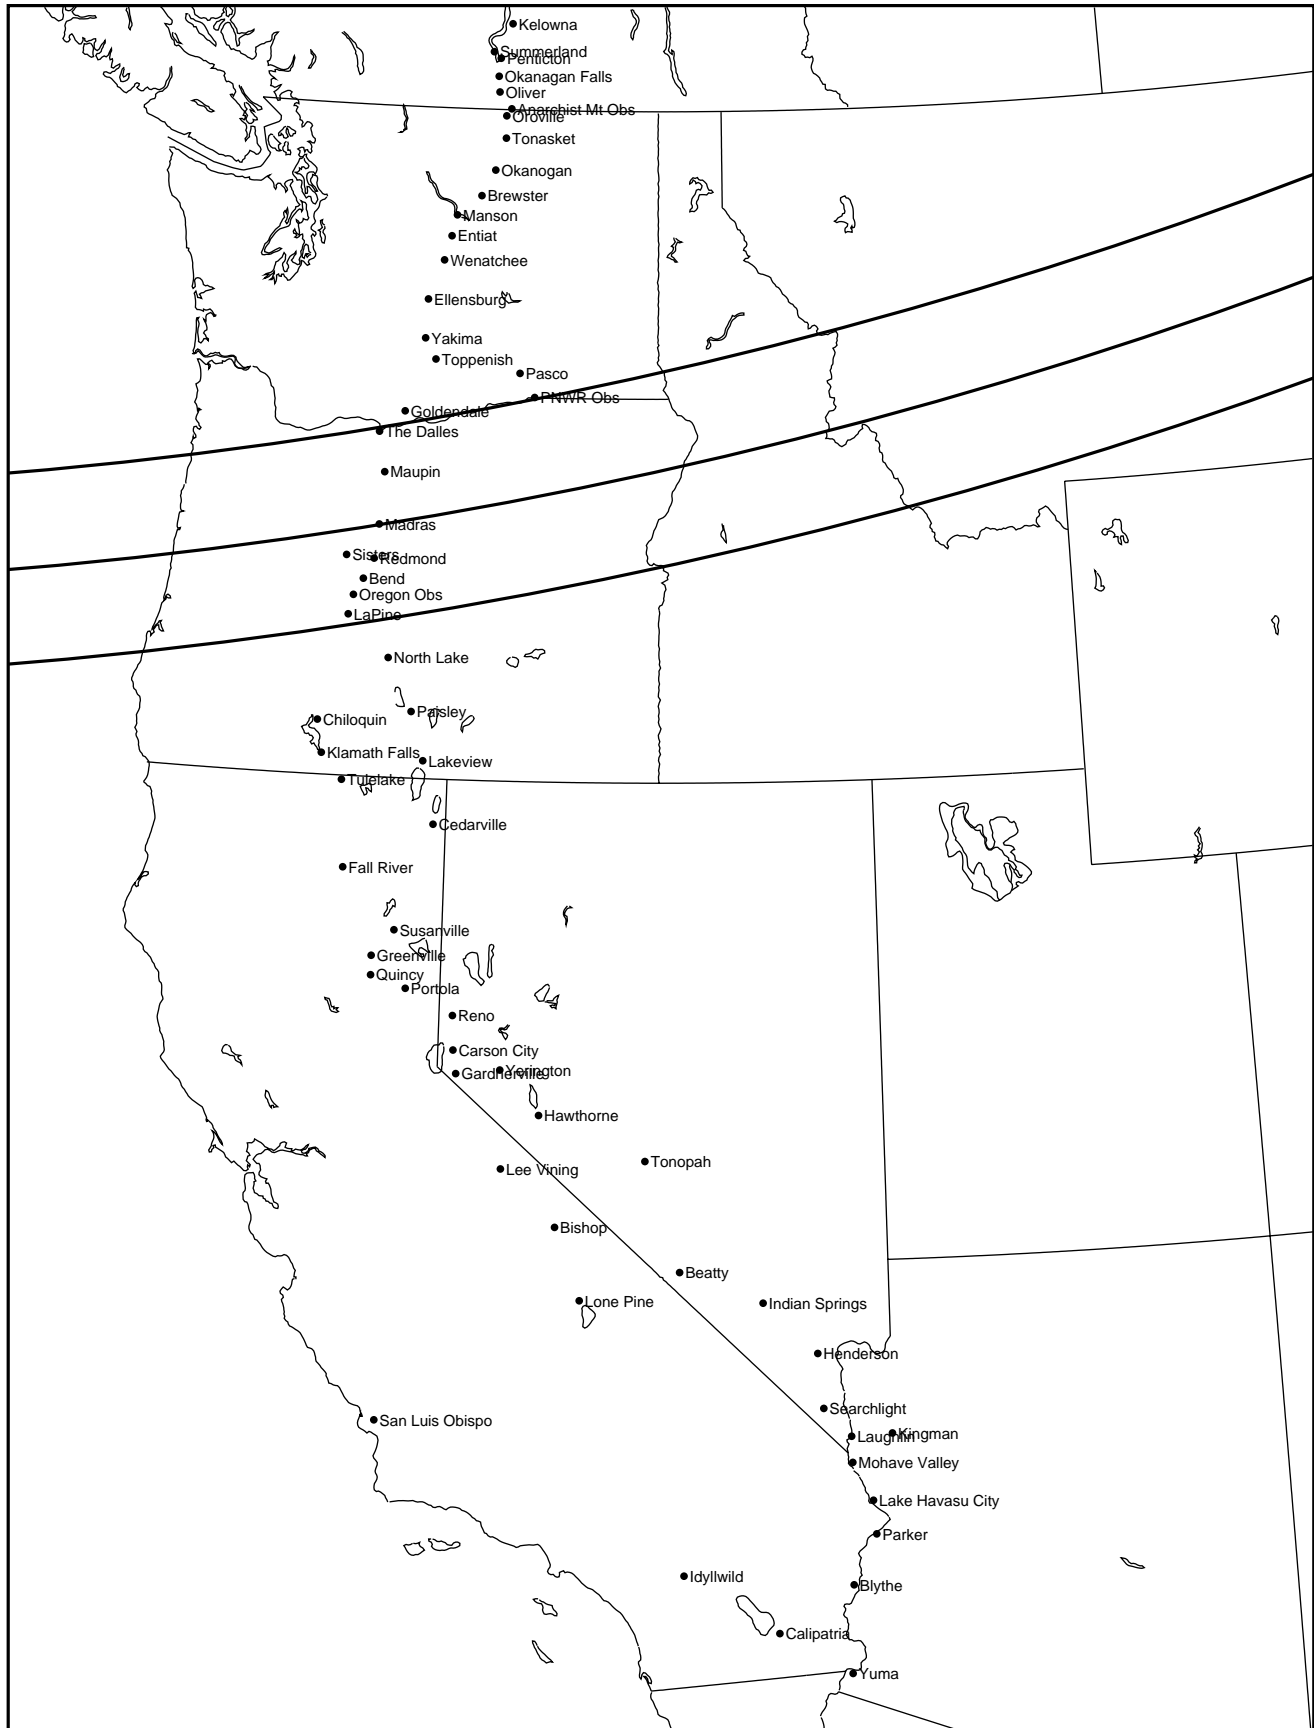 Kelowna
Summerland
Penticton
Okanagan Falls
Oliver
Anarchist Mt Obs
Oroville
Tonasket
Okanogan
Brewster
Manson
Entiat
Wenatchee
Ellensburg
Yakima
Toppenish
Pasco
PNWR Obs
Goldendale
The Dalles
Maupin
Madras
Sisters
Redmond
Bend
Oregon Obs
LaPine
North Lake
Paisley
Chiloquin
Klamath Falls
Lakeview
Tulelake
Cedarville
Fall River
Susanville
Greenville
Quincy
Portola
Reno
Carson City
Yerington
Gardnerville
Hawthorne
Tonopah
Lee Vining
Bishop
Beatty
Lone Pine
Indian Springs
Henderson
Searchlight
San Luis Obispo
Kingman
Laughlin
Mohave Valley
Lake Havasu City
Parker
Idyllwild
Blythe
Calipatria
Yuma